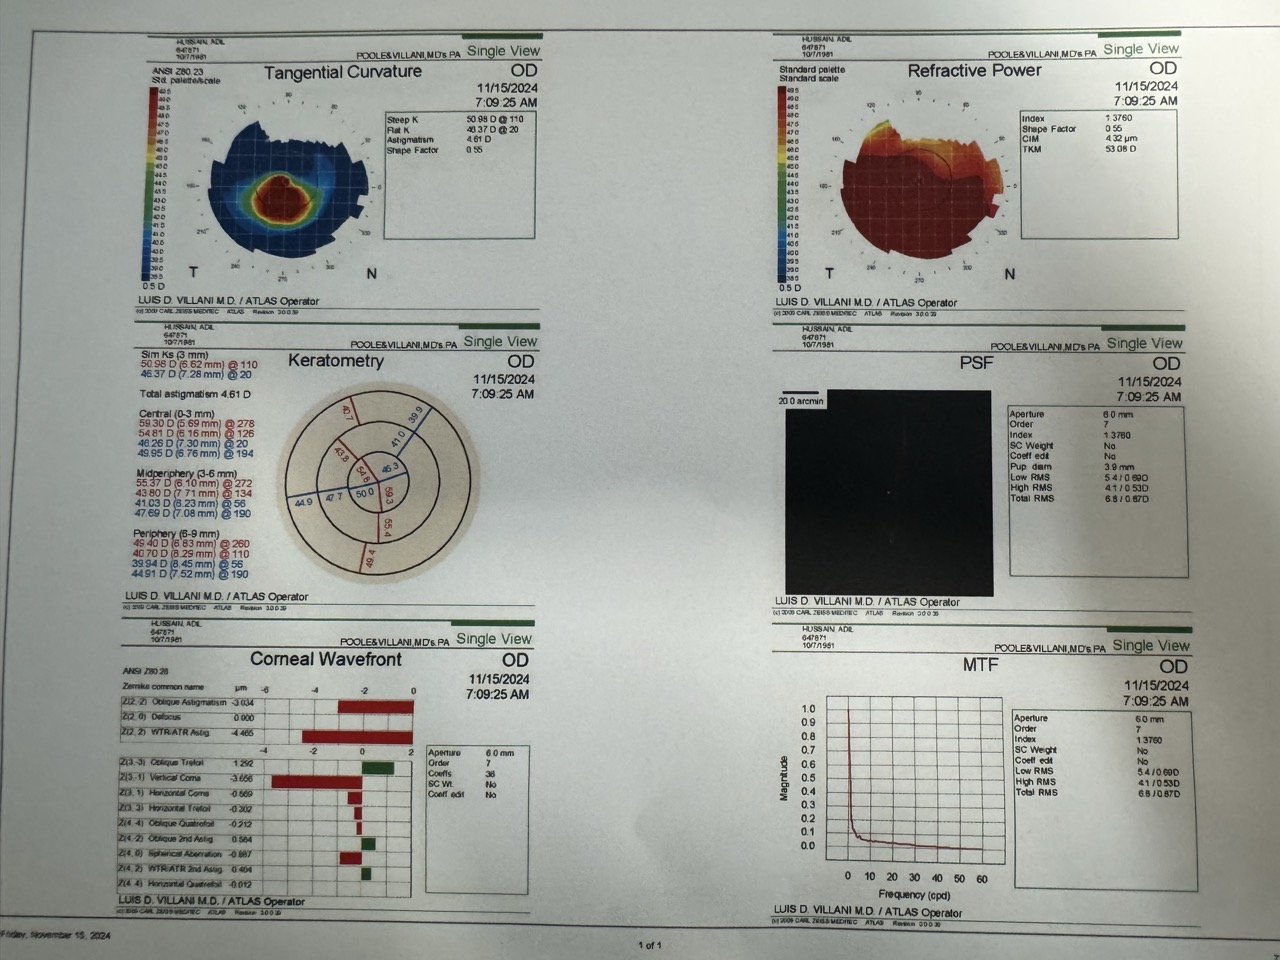 HUSSAIN, ADIL
647871
10/7/1981
POOLE&VILLANI,MD's PA Single View
ANSI Z80.23
Std. palette/scale
Tangential Curvature
OD
11/15/2024
7:09:25 AM
Steep K 50.98 D @ 110
Flat K 46.37 D @ 20
Astigmatism 4.61 D
Shape Factor 0.55
0.5 D
T
N
LUIS D. VILLANI M.D. / ATLAS Operator
(c) 2009 CARL ZEISS MEDITEC ATLAS Revision 3.0.0.39
HUSSAIN, ADIL
647871
10/7/1981
POOLE&VILLANI,MD's PA Single View
Standard palette
Standard scale
Refractive Power
OD
11/15/2024
7:09:25 AM
Index 1.3760
Shape Factor 0.55
CIM 4.32 µm
TKM 53.08 D
0.5 D
T
N
LUIS D. VILLANI M.D. / ATLAS Operator
(c) 2009 CARL ZEISS MEDITEC ATLAS Revision 3.0.0.39
HUSSAIN, ADIL
647871
10/7/1981
POOLE&VILLANI,MD's PA Single View
Keratometry
OD
11/15/2024
7:09:25 AM
Sim Ks (3 mm)
50.98 D (6.62 mm) @ 110
46.37 D (7.28 mm) @ 20
Total astigmatism 4.61 D
Central (0-3 mm)
59.30 D (5.69 mm) @ 278
54.81 D (6.16 mm) @ 126
46.26 D (7.30 mm) @ 20
49.95 D (6.76 mm) @ 194
Midperiphery (3-6 mm)
55.37 D (6.10 mm) @ 272
43.80 D (7.71 mm) @ 134
41.03 D (8.23 mm) @ 56
47.69 D (7.08 mm) @ 190
Periphery (6-9 mm)
49.40 D (6.83 mm) @ 260
40.70 D (8.29 mm) @ 110
39.94 D (8.45 mm) @ 56
44.91 D (7.52 mm) @ 190
40.7
39.9
43.8
41.0
54.8
46.3
44.9
47.7
50.0
59.3
55.4
49.4
LUIS D. VILLANI M.D. / ATLAS Operator
(c) 2009 CARL ZEISS MEDITEC ATLAS Revision 3.0.0.39
HUSSAIN, ADIL
647871
10/7/1981
POOLE&VILLANI,MD's PA Single View
PSF
OD
11/15/2024
7:09:25 AM
20.0 arcmin
Aperture 6.0 mm
Order 7
Index 1.3760
SC Weight No
Coeff edit No
Pup diam 3.9 mm
Low RMS 5.4 / 0.69D
High RMS 4.1 / 0.53D
Total RMS 6.8 / 0.87D
LUIS D. VILLANI M.D. / ATLAS Operator
(c) 2009 CARL ZEISS MEDITEC ATLAS Revision 3.0.0.39
HUSSAIN, ADIL
647871
10/7/1981
POOLE&VILLANI,MD's PA Single View
Corneal Wavefront
OD
11/15/2024
7:09:25 AM
ANSI Z80.28
Zernike common name µm -6 -4 -2 0
Z(2,-2) Oblique Astigmatism -3.034
Z(2, 0) Defocus 0.000
Z(2, 2) WTR/ATR Astig. -4.465
-4 -2 0 2
Z(3,-3) Oblique Trefoil 1.292
Z(3,-1) Vertical Coma -3.656
Z(3, 1) Horizontal Coma -0.569
Z(3, 3) Horizontal Trefoil -0.302
Z(4,-4) Oblique Quatrefoil -0.212
Z(4,-2) Oblique 2nd Astig. 0.564
Z(4, 0) Spherical Aberration -0.887
Z(4, 2) WTR/ATR 2nd Astig. 0.404
Z(4, 4) Horizontal Quatrefoil -0.012
Aperture 6.0 mm
Order 7
Coeffs 36
SC Wt. No
Coeff edit No
LUIS D. VILLANI M.D. / ATLAS Operator
(c) 2009 CARL ZEISS MEDITEC ATLAS Revision 3.0.0.39
HUSSAIN, ADIL
647871
10/7/1981
POOLE&VILLANI,MD's PA Single View
MTF
OD
11/15/2024
7:09:25 AM
Magnitude
1.0
0.9
0.8
0.7
0.6
0.5
0.4
0.3
0.2
0.1
0.0
0 10 20 30 40 50 60
Frequency (cpd)
Aperture 6.0 mm
Order 7
Index 1.3760
SC Weight No
Coeff edit No
Low RMS 5.4 / 0.69D
High RMS 4.1 / 0.53D
Total RMS 6.8 / 0.87D
LUIS D. VILLANI M.D. / ATLAS Operator
(c) 2009 CARL ZEISS MEDITEC ATLAS Revision 3.0.0.39
Friday, November 15, 2024
1 of 1